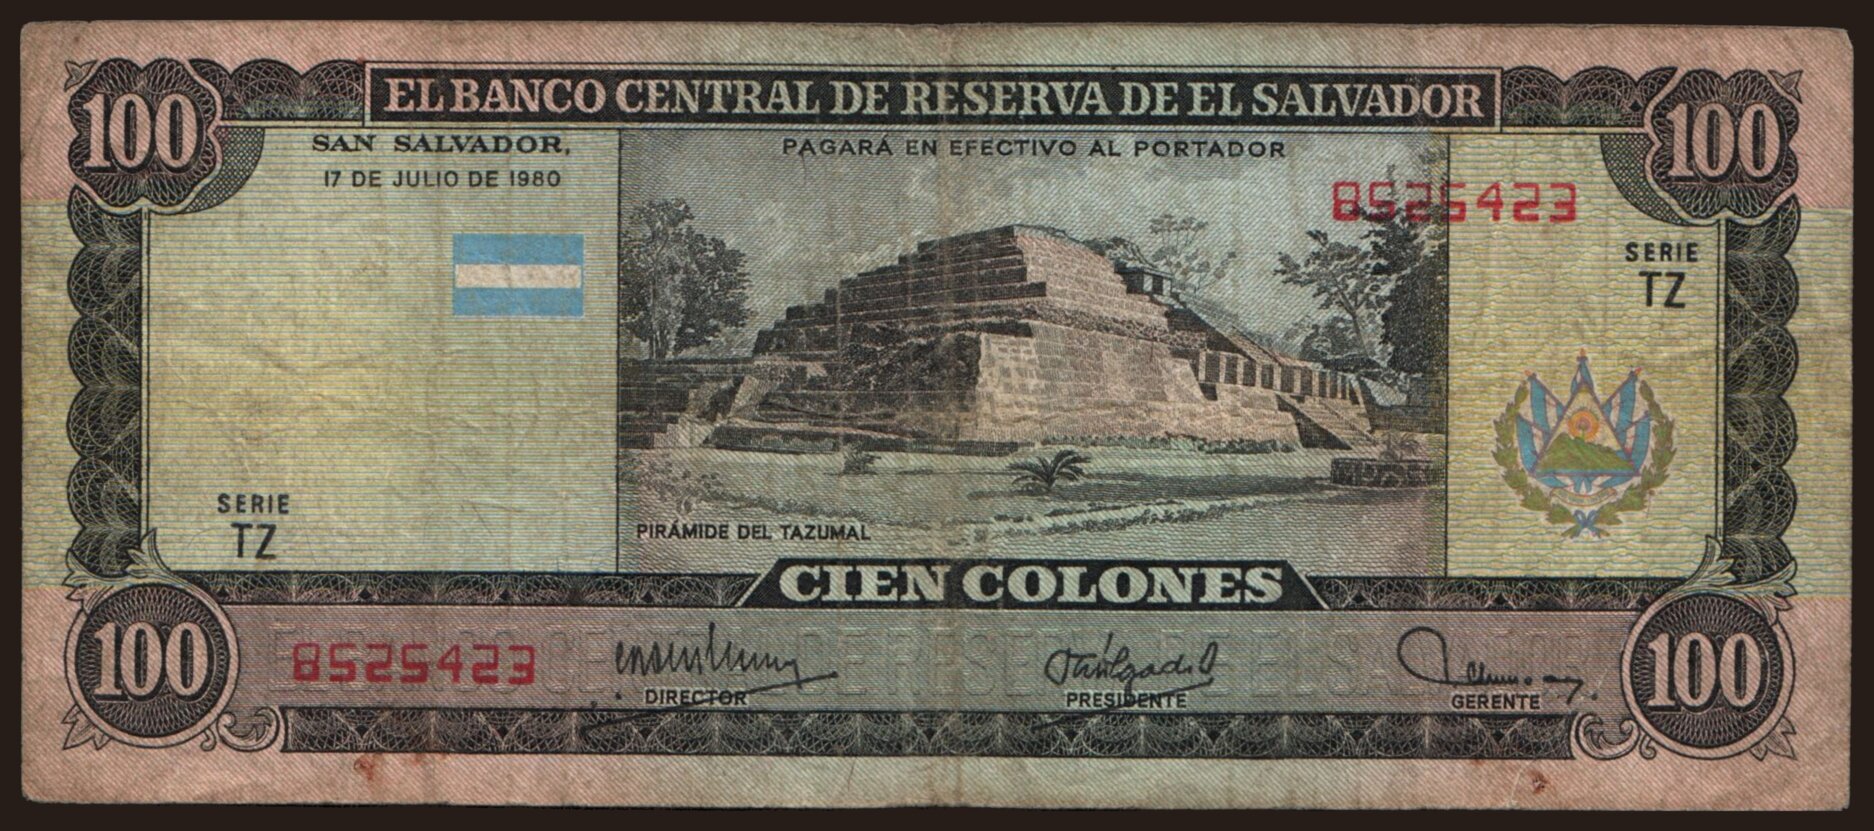 100 EL BANCO CENTRAL DE RESERVA DE EL SALVADOR 100
SAN SALVADOR,
17 DE JULIO DE 1980
PAGARÁ EN EFECTIVO AL PORTADOR
8525423
SERIE
TZ
SERIE
TZ
PIRÁMIDE DEL TAZUMAL
CIEN COLONES
100 8525423 100
DIRECTOR PRESIDENTE GERENTE